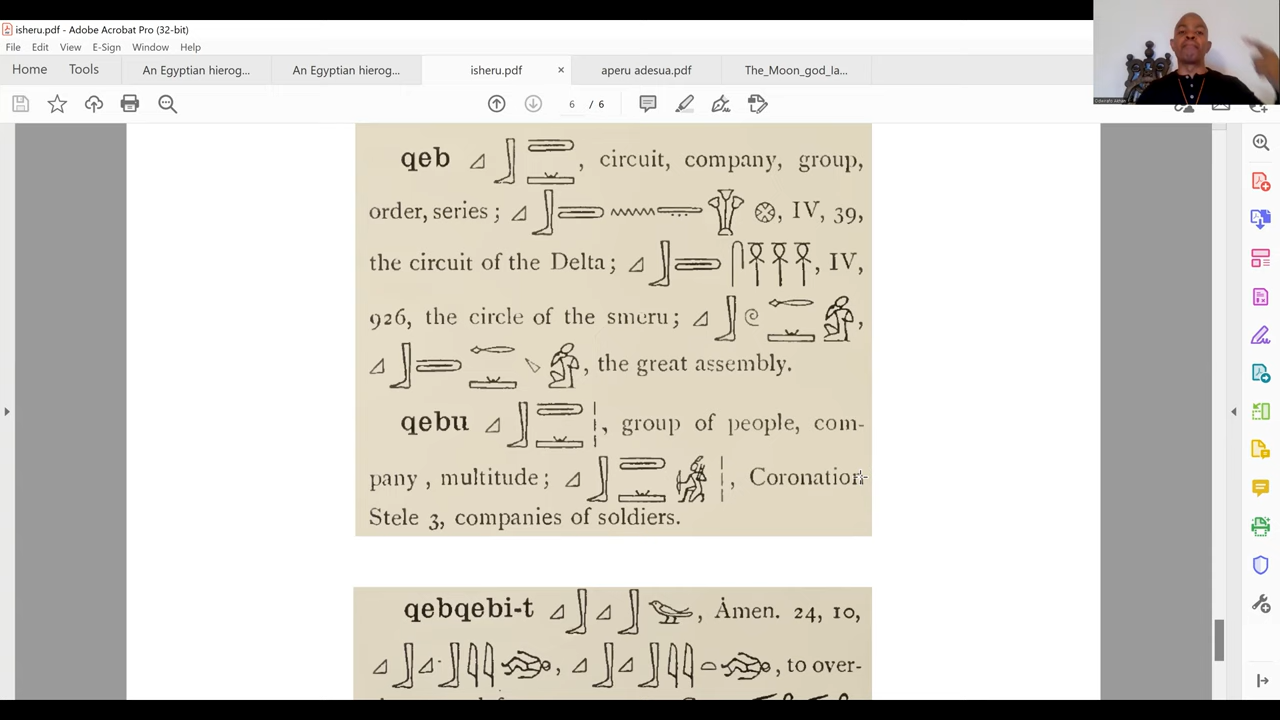 isheru.pdf - Adobe Acrobat Pro (32-bit)
File Edit View E-Sign Window Help
Home Tools An Egyptian hierog... An Egyptian hierog... isheru.pdf × aperu adesua.pdf The_Moon_god_la...
6 / 6
qeb , circuit, company, group,
order, series ; , IV, 39,
the circuit of the Delta ; , IV,
926, the circle of the smeru ; ,
, the great assembly.
qebu , group of people, com-
pany , multitude ; , Coronation
Stele 3, companies of soldiers.
qebqebi-t , Ȧmen. 24, 10,
, , to over-